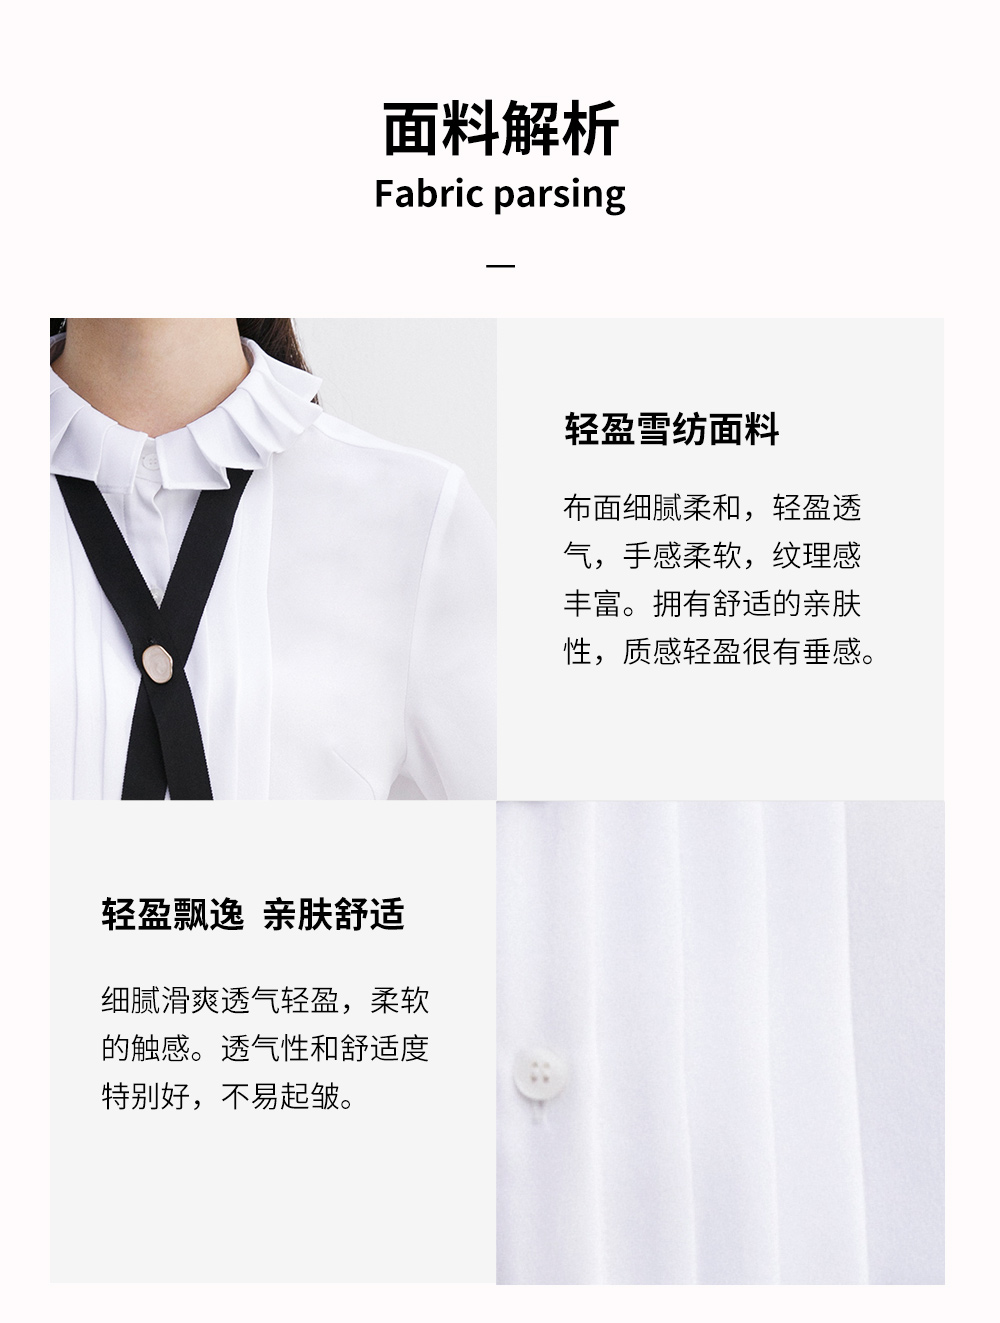 面料解析
Fabric parsing
轻盈雪纺面料
布面细腻柔和，轻盈透
气，手感柔软，纹理感
丰富。拥有舒适的亲肤
性，质感轻盈很有垂感。
轻盈飘逸 亲肤舒适
细腻滑爽透气轻盈，柔软
的触感。透气性和舒适度
特别好，不易起皱。